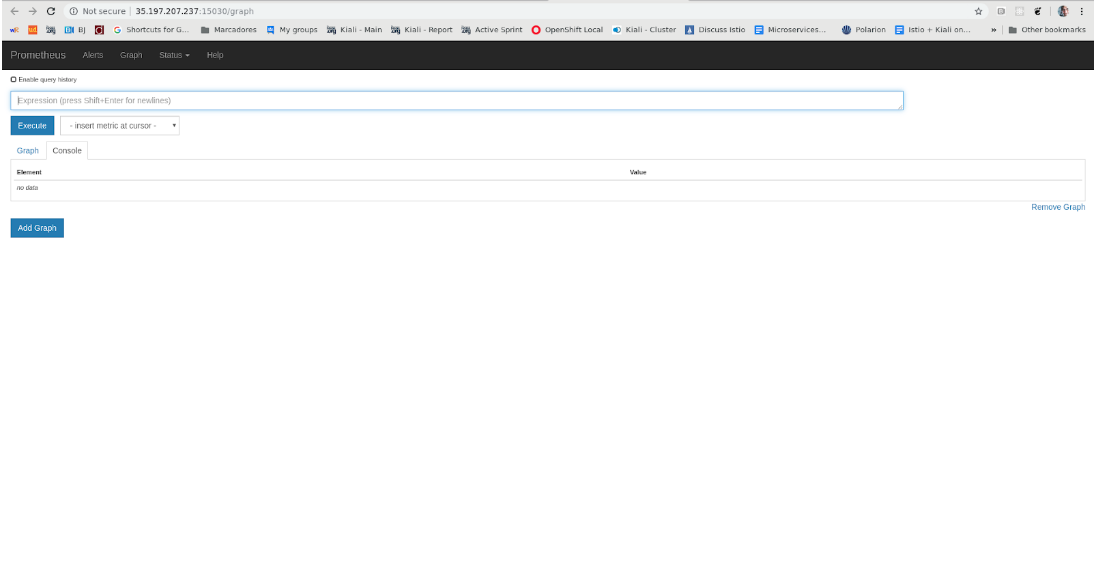 Not secure 35.197.207.237:15030/graph
BJ Shortcuts for G... Marcadores My groups Kiali - Main Kiali - Report Active Sprint OpenShift Local Kiali - Cluster Discuss Istio Microservices... Polarion Istio + Kiali on... » Other bookmarks
Prometheus Alerts Graph Status Help
Enable query history
Expression (press Shift+Enter for newlines)
Execute - insert metric at cursor -
Graph Console
Element Value
no data
Remove Graph
Add Graph